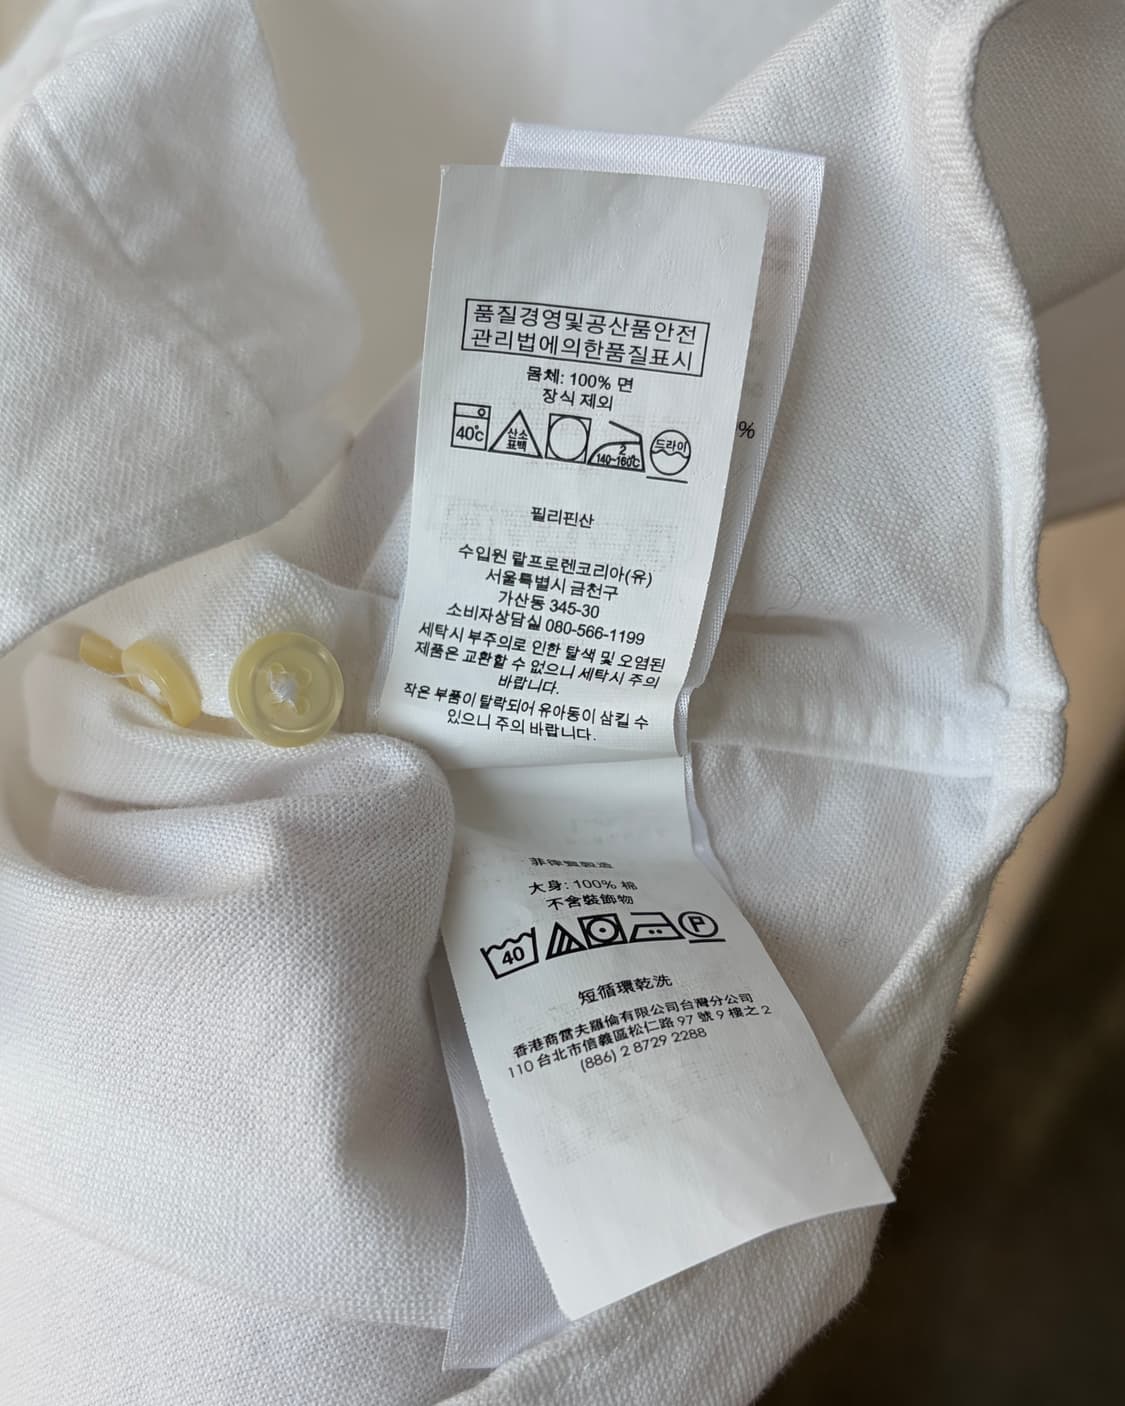 품질경영및공산품안전
관리법에의한품질표시
몸체: 100% 면
장식 제외
40℃
산소
표백
2
140~160℃
드라이
%
필리핀산
수입원 랄프로렌코리아(유)
서울특별시 금천구
가산동 345-30
소비자상담실 080-566-1199
세탁시 부주의로 인한 탈색 및 오염된
제품은 교환할 수 없으니 세탁시 주의
바랍니다.
작은 부품이 탈락되어 유아동이 삼킬 수
있으니 주의 바랍니다.
菲律賓製造
大身: 100% 棉
不含裝飾物
40
P
短循環乾洗
香港商當夫羅倫有限公司台灣分公司
110 台北市信義區松仁路 97 號 9 樓之 2
(886) 2 8729 2288